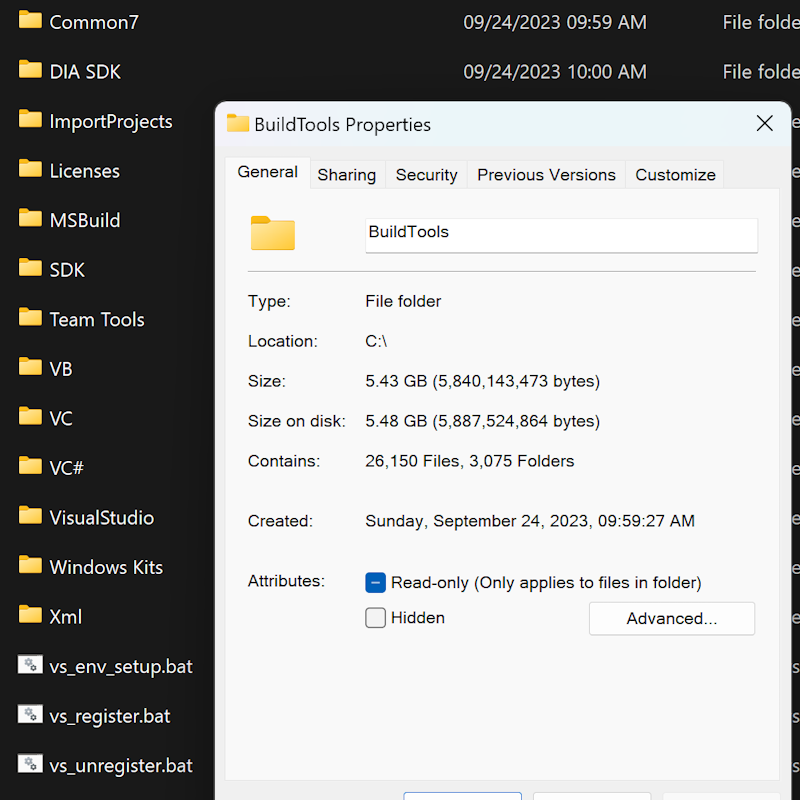 Common7 09/24/2023 09:59 AM File folde
DIA SDK 09/24/2023 10:00 AM File folde
ImportProjects
Licenses
MSBuild
SDK
Team Tools
VB
VC
VC#
VisualStudio
Windows Kits
Xml
vs_env_setup.bat
vs_register.bat
vs_unregister.bat
BuildTools Properties
General Sharing Security Previous Versions Customize
BuildTools
Type: File folder
Location: C:\
Size: 5.43 GB (5,840,143,473 bytes)
Size on disk: 5.48 GB (5,887,524,864 bytes)
Contains: 26,150 Files, 3,075 Folders
Created: Sunday, September 24, 2023, 09:59:27 AM
Attributes: Read-only (Only applies to files in folder)
Hidden Advanced...